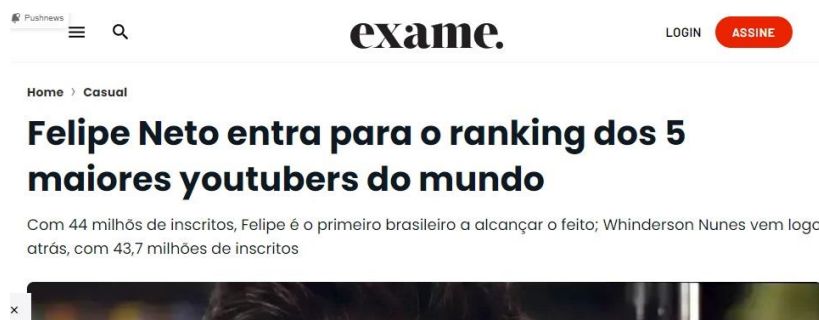 Pushnews
exame.
LOGIN
ASSINE
Home > Casual
Felipe Neto entra para o ranking dos 5
maiores youtubers do mundo
Com 44 milhõs de inscritos, Felipe é o primeiro brasileiro a alcançar o feito; Whinderson Nunes vem logo
atrás, com 43,7 milhões de inscritos